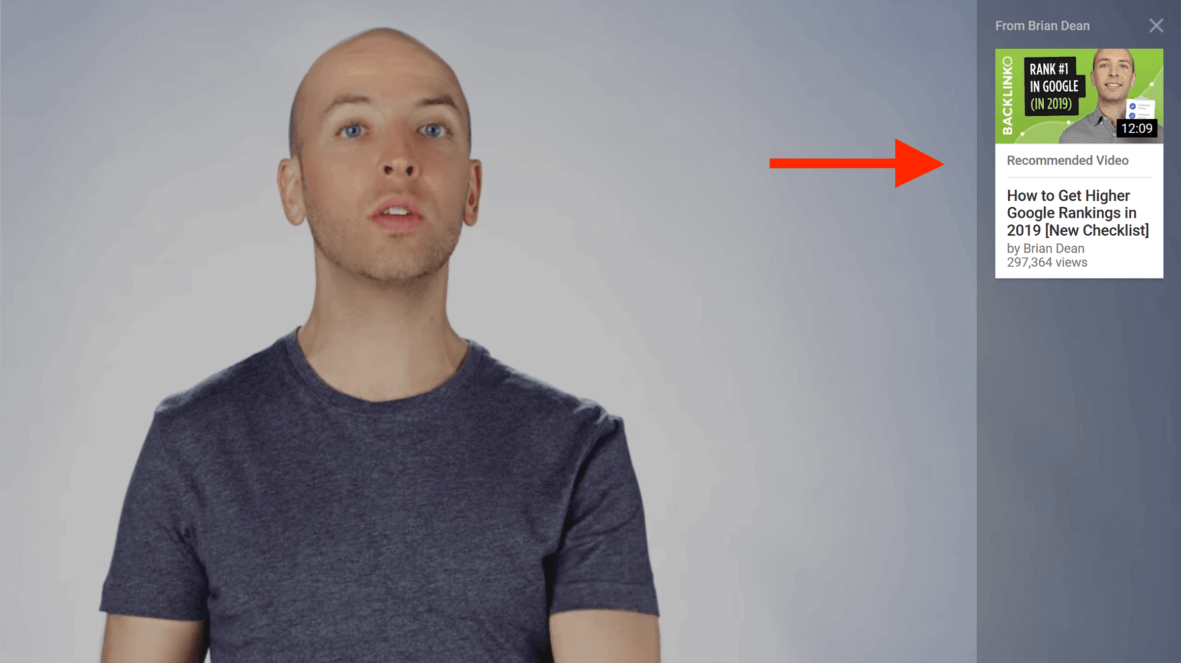 From Brian Dean
BACKLINKO
RANK #1
IN GOOGLE
(IN 2019)
12:09
Recommended Video
How to Get Higher
Google Rankings in
2019 [New Checklist]
by Brian Dean
297,364 views